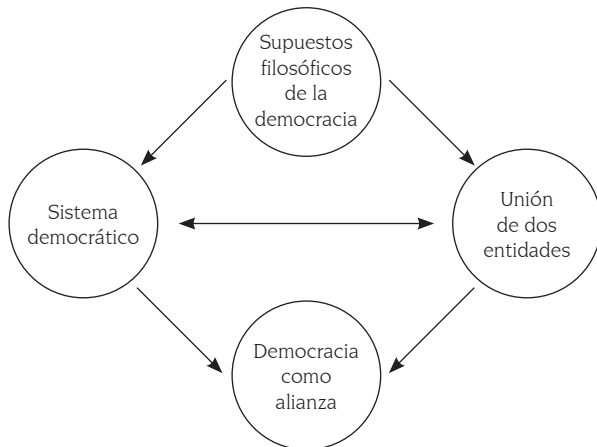 Supuestos
filosóficos
de la
democracia
Sistema
democrático
Unión
de dos
entidades
Democracia
como
alianza